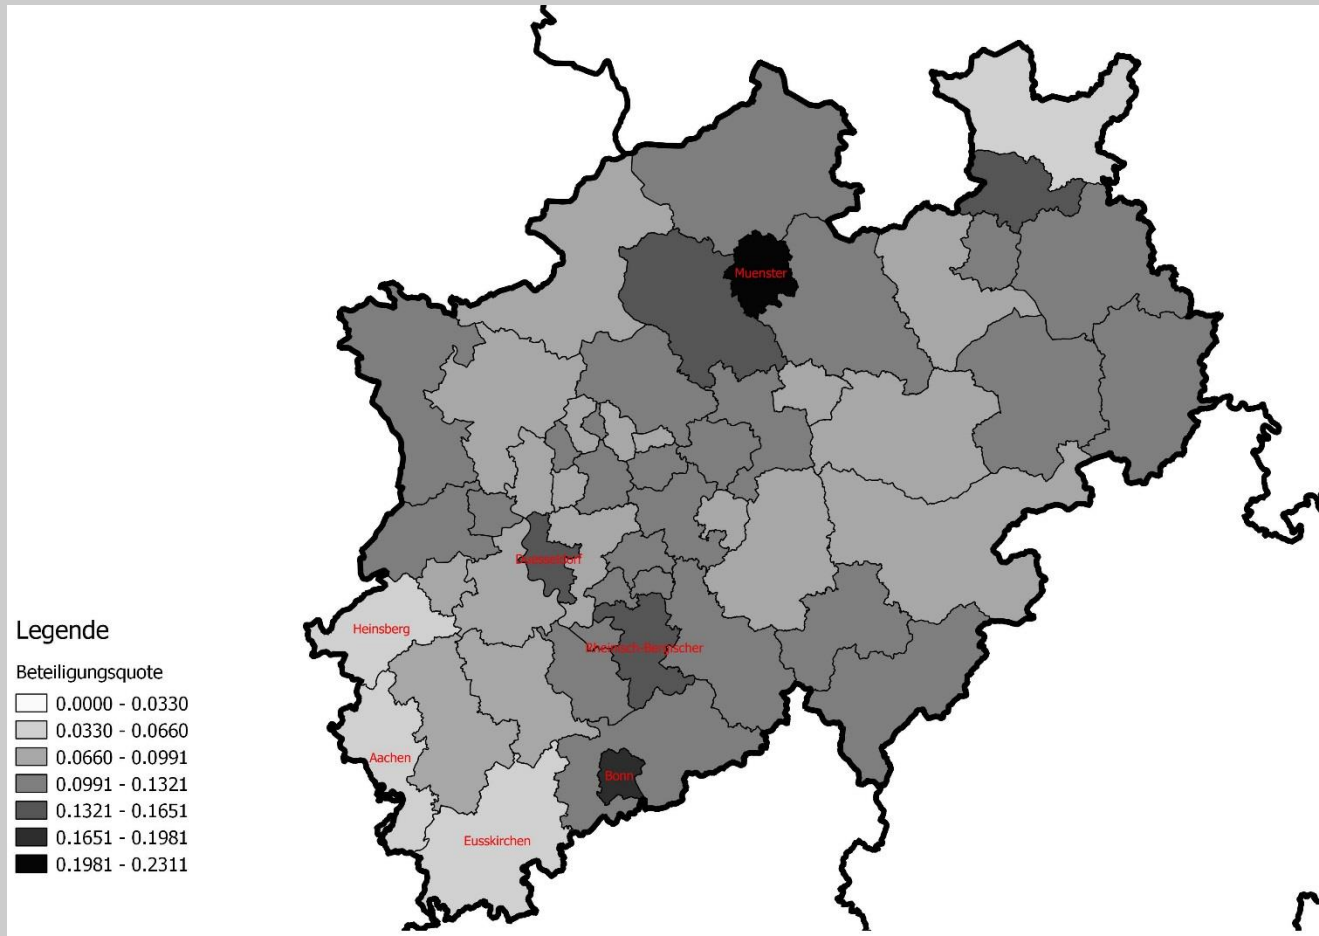 Muenster
Duesseldorf
Heinsberg
Rheinisch-Bergischer
Aachen
Bonn
Eusskirchen
Legende
Beteiligungsquote
0.0000 - 0.0330
0.0330 - 0.0660
0.0660 - 0.0991
0.0991 - 0.1321
0.1321 - 0.1651
0.1651 - 0.1981
0.1981 - 0.2311